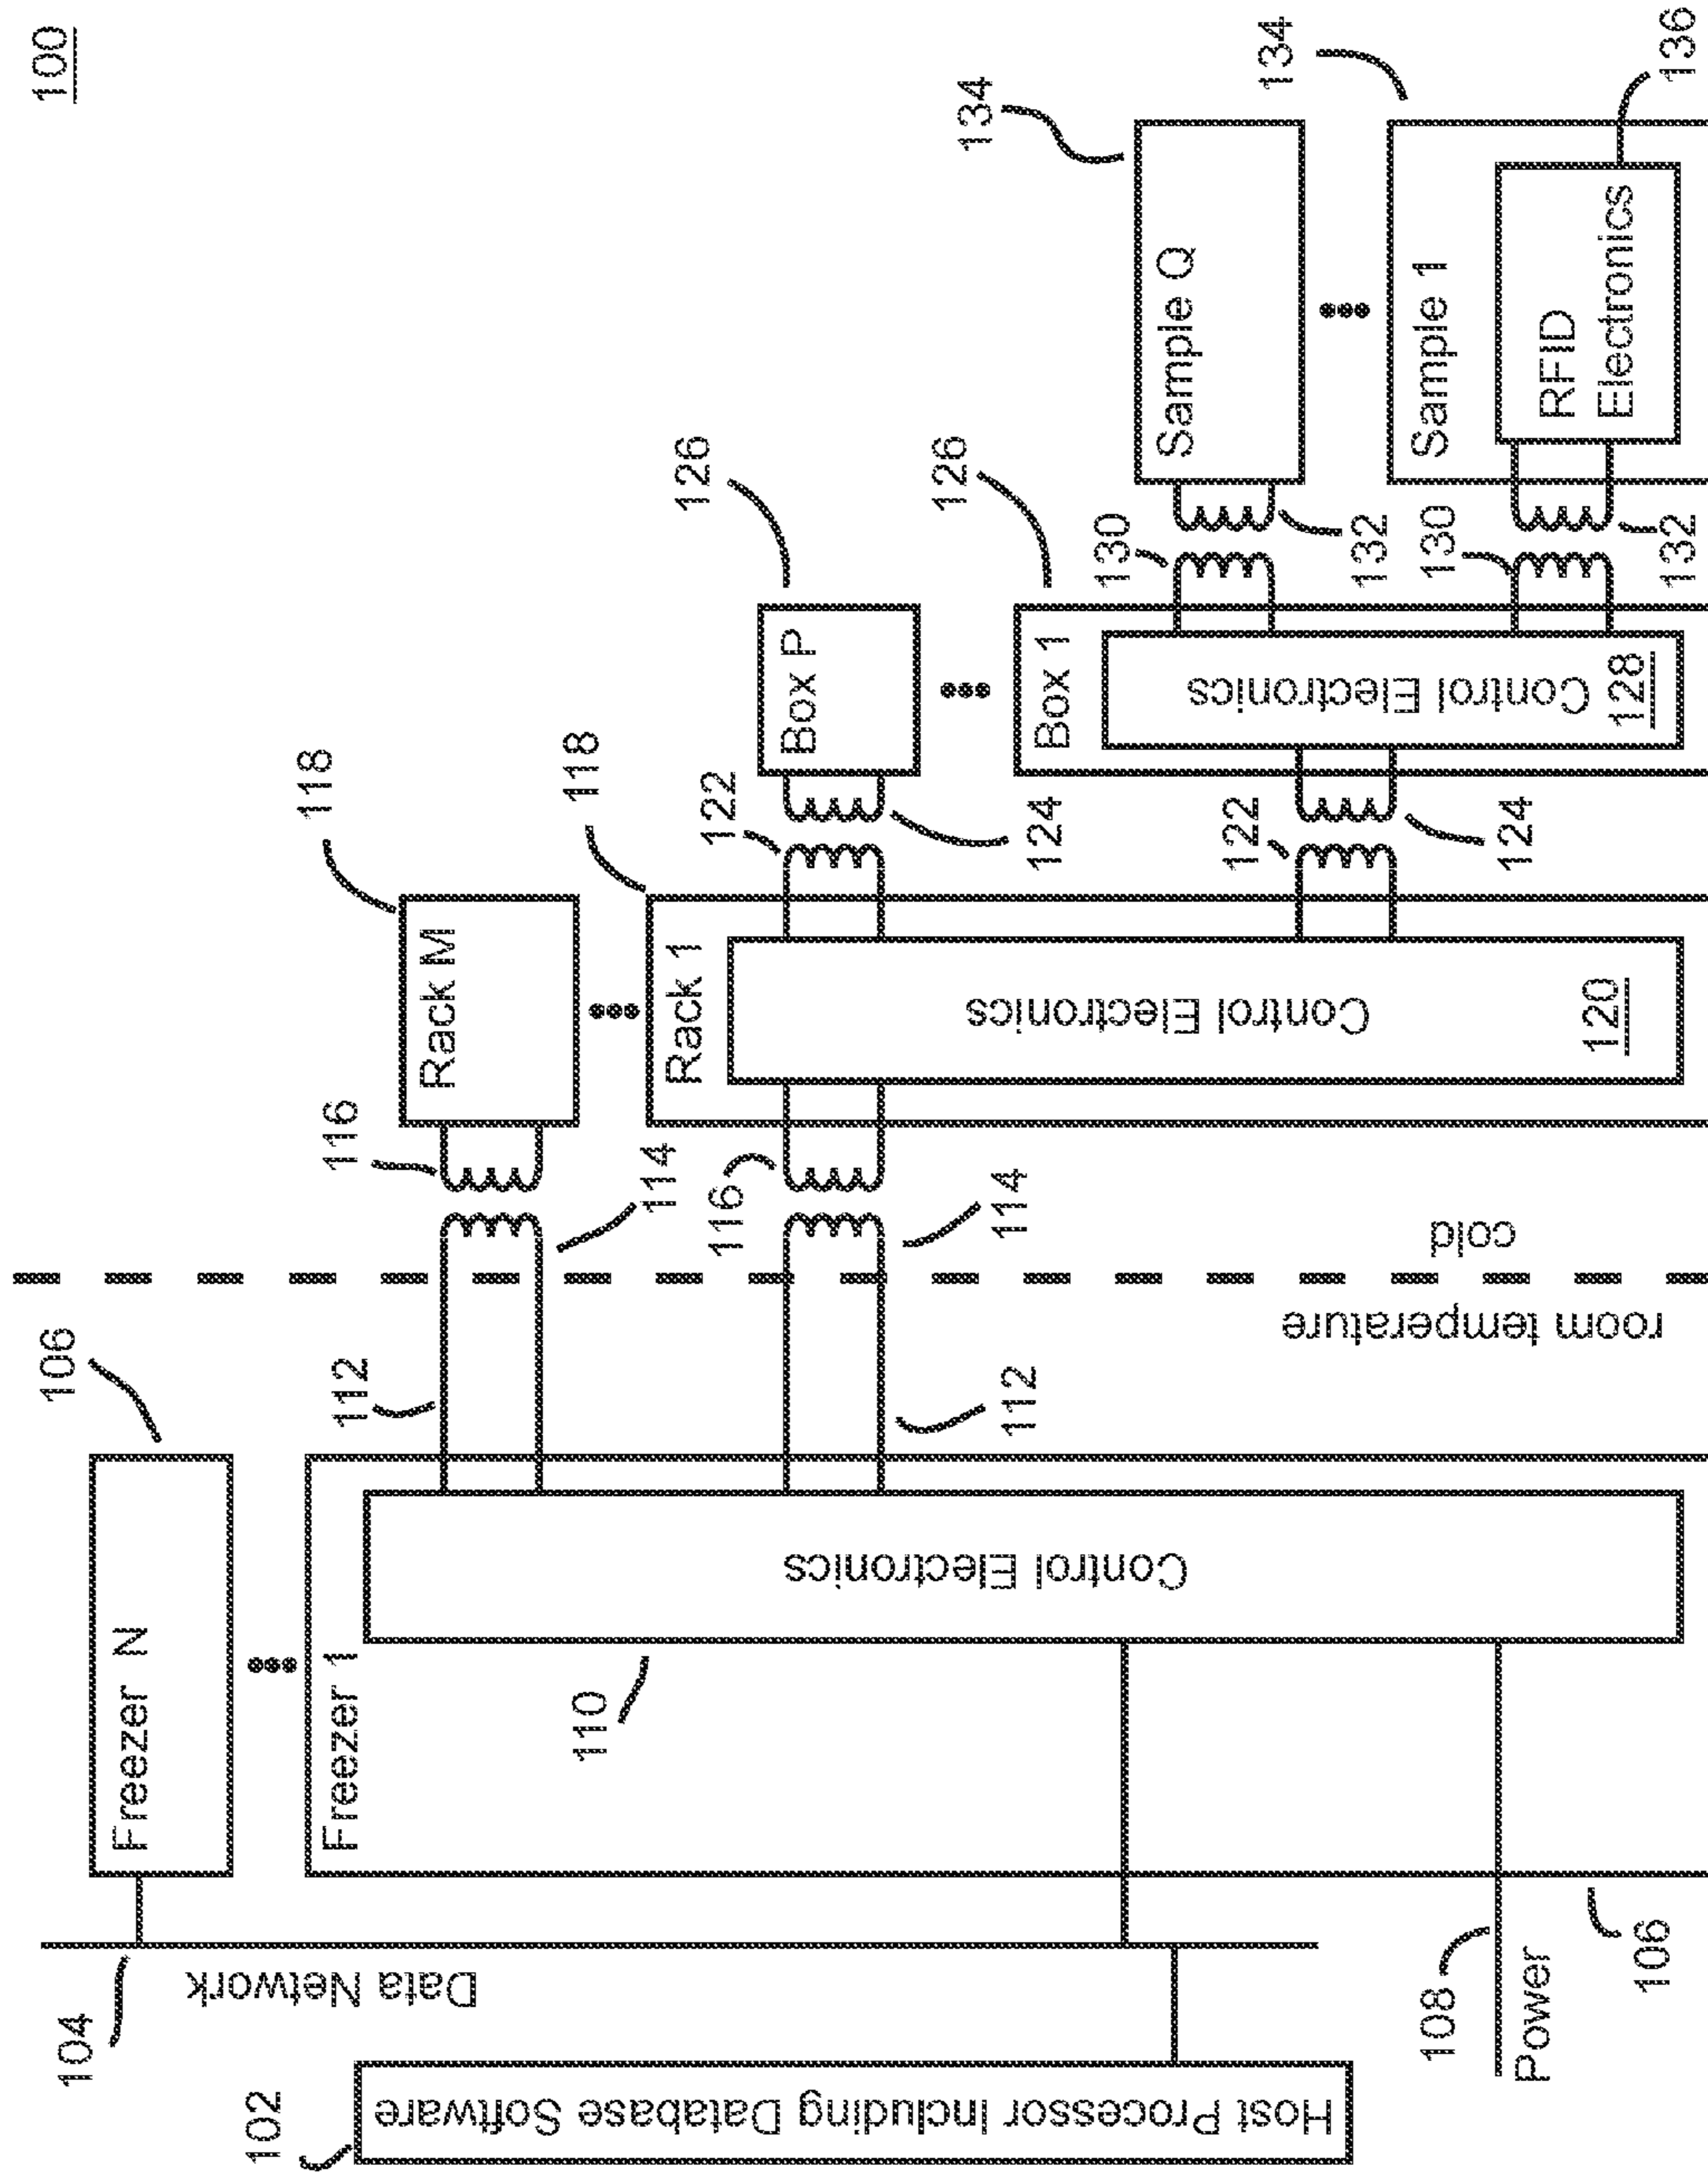 100
102
Host Processor Including Database Software
104
Data Network
108
Power
106
Freezer N
106
Freezer 1
110
Control Electronics
112
112
room temperature
cold
114
114
116
116
118
Rack M
118
Rack 1
Control Electronics
120
122
122
124
124
126
Box P
126
Box 1
Control Electronics
128
130
130
132
132
134
Sample Q
134
Sample 1
RFID
Electronics
136